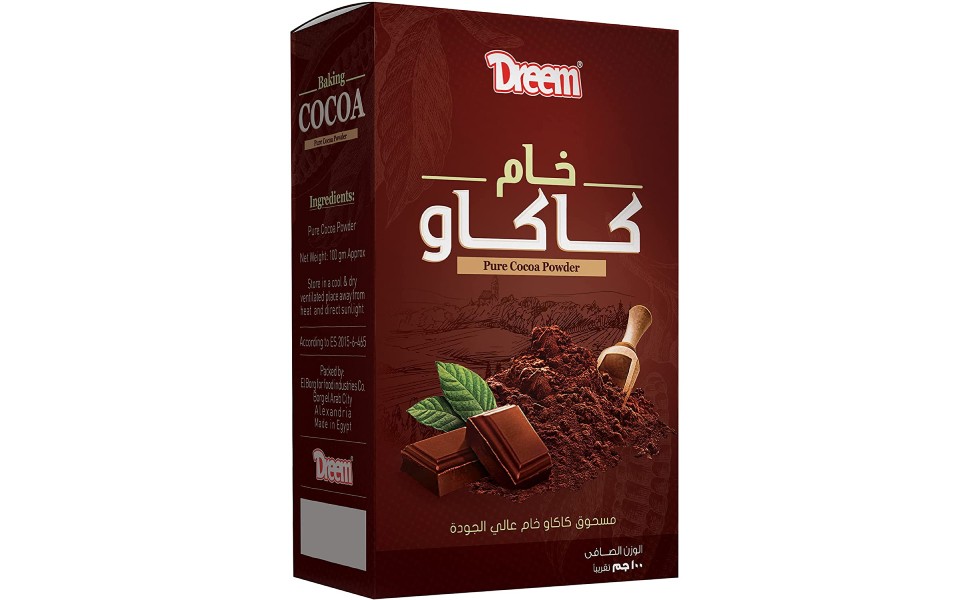 Dreem®
خام
كاكاو
Pure Cocoa Powder
مسحوق كاكاو خام عالي الجودة
الوزن الصافى
١٠٠ جم تقريبا
Baking
COCOA
Pure Cocoa Powder
Ingredients:
Pure Cocoa Powder
Net Weight: 100 gm Approx
Store in a cool & dry
ventilated place away from
heat and direct sunlight
According to ES 2015-6-465
Packed by:
El Borg for food industries Co.
Borg el Arab City
Alexandria
Made in Egypt
Dreem